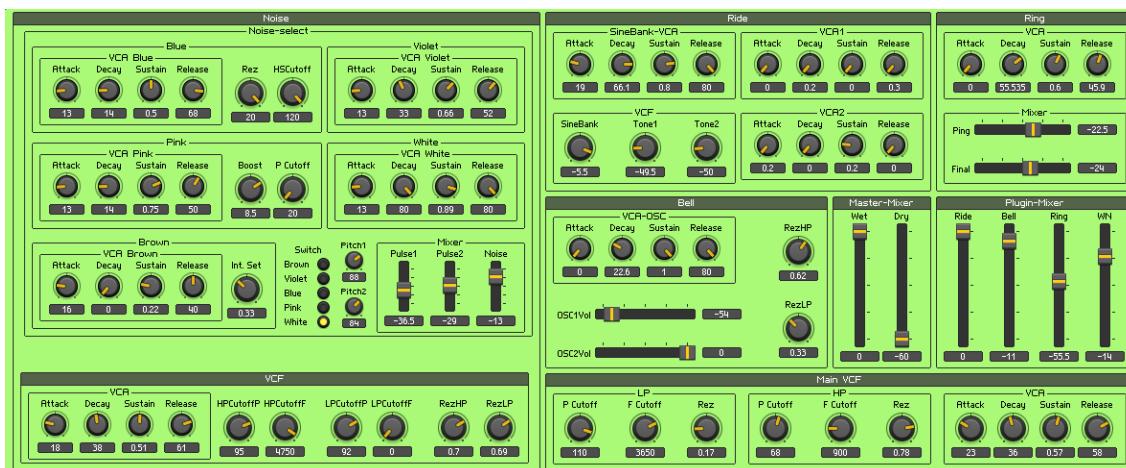 Noise
Noise-select
Blue
VCA Blue
Attack Decay Sustain Release
13 14 0.5 68
Rez HSCutoff
20 120
Violet
VCA Violet
Attack Decay Sustain Release
13 33 0.66 52
Pink
VCA Pink
Attack Decay Sustain Release
13 14 0.75 50
Boost P Cutoff
8.5 20
White
VCA White
Attack Decay Sustain Release
13 80 0.89 80
Brown
VCA Brown
Attack Decay Sustain Release
16 0 0.22 40
Int. Set
0.33
Switch
Brown
Violet
Blue
Pink
White
Pitch1
88
Pitch2
84
Mixer
Pulse1 Pulse2 Noise
-36.5 -29 -13
VCF
VCA
Attack Decay Sustain Release
18 38 0.51 61
HPCutoffP HPCutoffF LPCutoffP LPCutoffF RezHP RezLP
95 4750 92 0 0.7 0.69
Ride
SineBank-VCA
Attack Decay Sustain Release
19 66.1 0.8 80
VCA1
Attack Decay Sustain Release
0 0.2 0 0.3
VCF
SineBank Tone1 Tone2
-5.5 -49.5 -50
VCA2
Attack Decay Sustain Release
0.2 0 0.2 0
Ring
VCA
Attack Decay Sustain Release
0 55.535 0.6 45.9
Mixer
Ping -22.5
Final -24
Bell
VCA-OSC
Attack Decay Sustain Release
0 22.6 1 80
RezHP
0.62
OSC1Vol -54
RezLP
0.33
OSC2Vol 0
Master-Mixer
Wet Dry
0 -60
Plugin-Mixer
Ride Bell Ring WN
0 -11 -55.5 -14
Main VCF
LP
P Cutoff F Cutoff Rez
110 3650 0.17
HP
P Cutoff F Cutoff Rez
68 900 0.78
VCA
Attack Decay Sustain Release
23 36 0.57 58